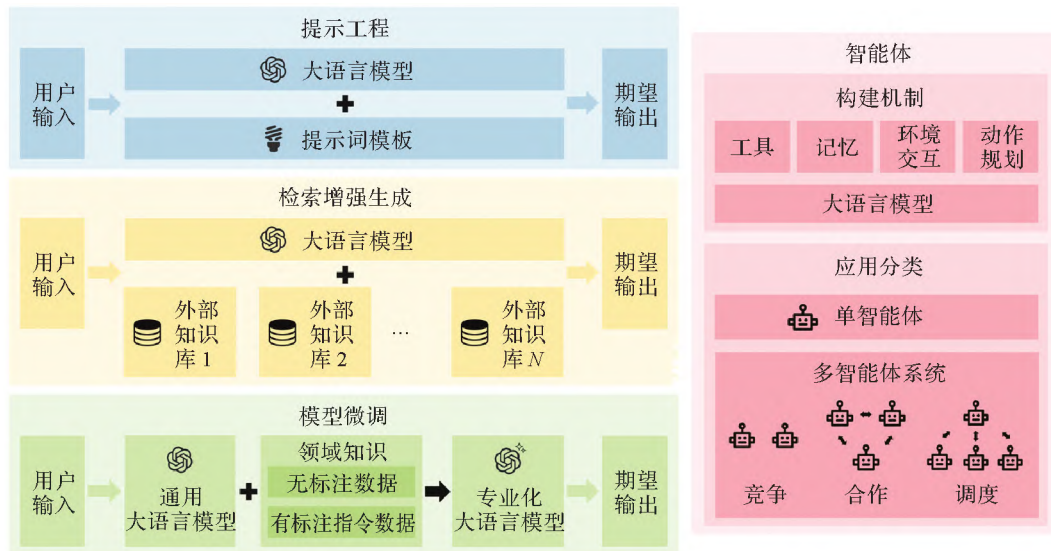 提示工程
用户
输入
大语言模型
提示词模板
期望
输出
检索增强生成
用户
输入
大语言模型
外部
知识
库 1
外部
知识
库 2
…
外部
知识
库 N
期望
输出
模型微调
用户
输入
通用
大语言模型
领域知识
无标注数据
有标注指令数据
专业化
大语言模型
期望
输出
智能体
构建机制
工具
记忆
环境
交互
动作
规划
大语言模型
应用分类
单智能体
多智能体系统
竞争
合作
调度